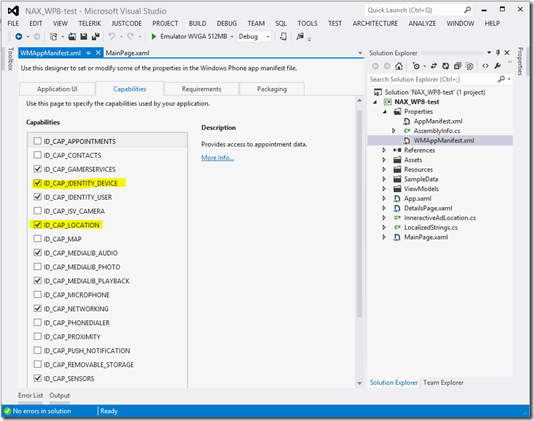 NAX_WP8-test - Microsoft Visual Studio
Quick Launch (Ctrl+Q)
FILE EDIT VIEW TELERIK JUSTCODE PROJECT BUILD DEBUG TEAM SQL TOOLS TEST ARCHITECTURE ANALYZE WINDOW HELP
Emulator WVGA 512MB Debug
Toolbox
WMAppManifest.xml MainPage.xaml
Use this designer to set or modify some of the properties in the Windows Phone app manifest file.
Application UI Capabilities Requirements Packaging
Use this page to specify the capabilities used by your application.
Capabilities
ID_CAP_APPOINTMENTS
ID_CAP_CONTACTS
ID_CAP_GAMERSERVICES
ID_CAP_IDENTITY_DEVICE
ID_CAP_IDENTITY_USER
ID_CAP_ISV_CAMERA
ID_CAP_LOCATION
ID_CAP_MAP
ID_CAP_MEDIALIB_AUDIO
ID_CAP_MEDIALIB_PHOTO
ID_CAP_MEDIALIB_PLAYBACK
ID_CAP_MICROPHONE
ID_CAP_NETWORKING
ID_CAP_PHONEDIALER
ID_CAP_PROXIMITY
ID_CAP_PUSH_NOTIFICATION
ID_CAP_REMOVABLE_STORAGE
ID_CAP_SENSORS
Description
Provides access to appointment data.
More Info...
Solution Explorer
Search Solution Explorer (Ctrl+;)
Solution 'NAX_WP8-test' (1 project)
NAX_WP8-test
Properties
AppManifest.xml
AssemblyInfo.cs
WMAppManifest.xml
References
Assets
Resources
SampleData
ViewModels
App.xaml
DetailsPage.xaml
InneractiveAdLocation.cs
LocalizedStrings.cs
MainPage.xaml
Solution Explorer Team Explorer
Properties
Error List Output
No errors in solution Ready